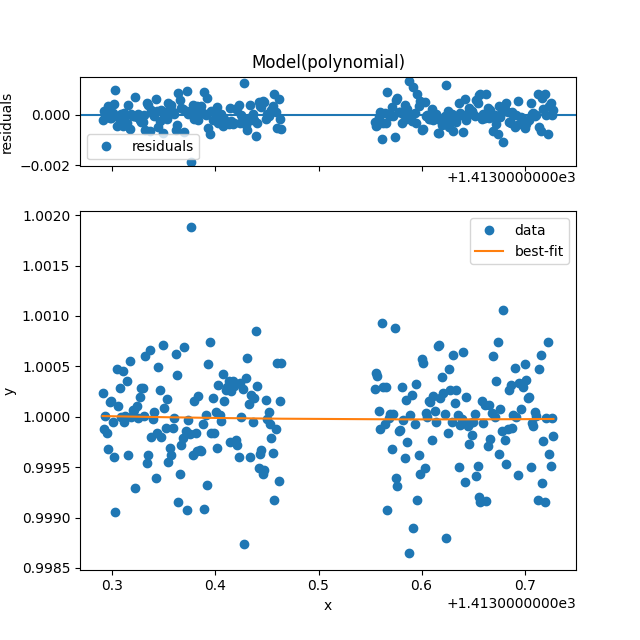 Model(polynomial)
0.000
−0.002
residuals
residuals
+1.4130000000e3
1.0020
1.0015
1.0010
1.0005
1.0000
0.9995
0.9990
0.9985
y
data
best-fit
0.3 0.4 0.5 0.6 0.7
x
+1.4130000000e3